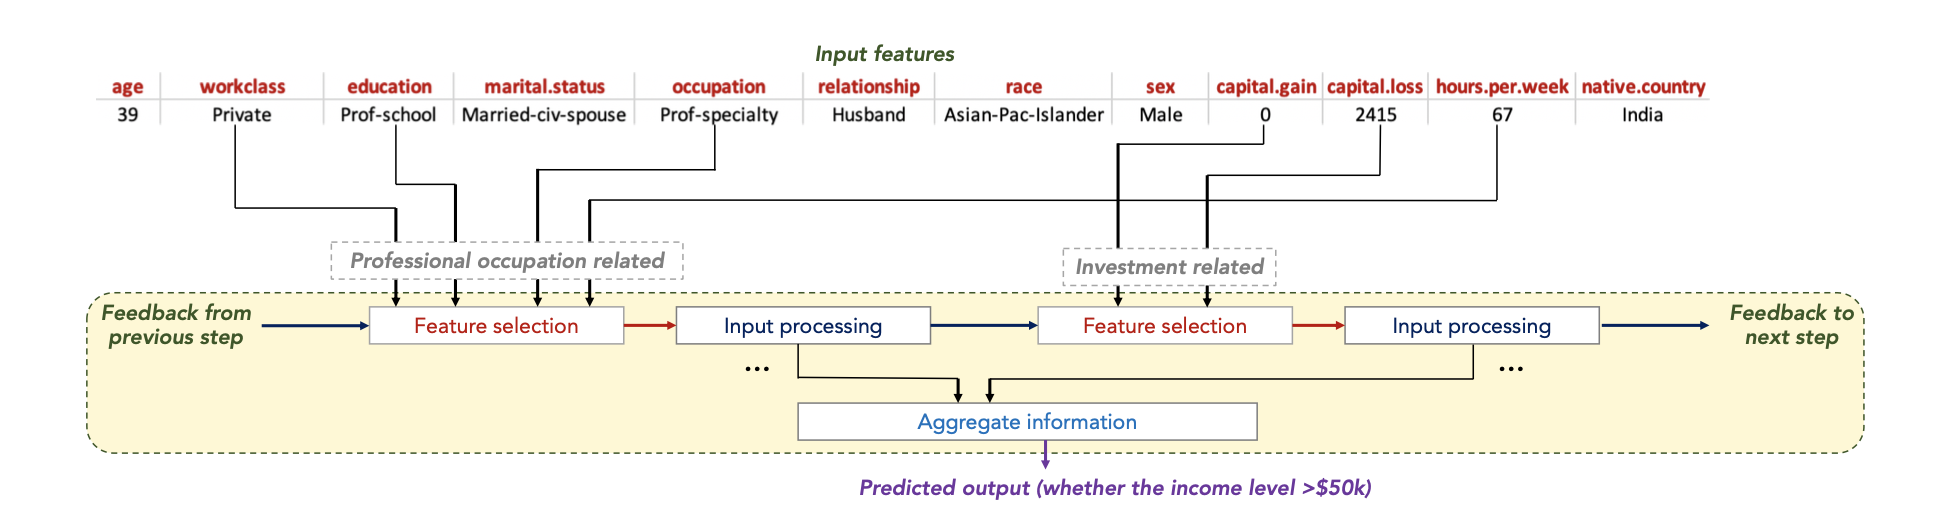 Input features
age workclass education marital.status occupation relationship race sex capital.gain capital.loss hours.per.week native.country
39 Private Prof-school Married-civ-spouse Prof-specialty Husband Asian-Pac-Islander Male 0 2415 67 India
Professional occupation related
Investment related
Feedback from
previous step
Feature selection
Input processing
Feature selection
Input processing
Feedback to
next step
...
...
Aggregate information
Predicted output (whether the income level >$50k)